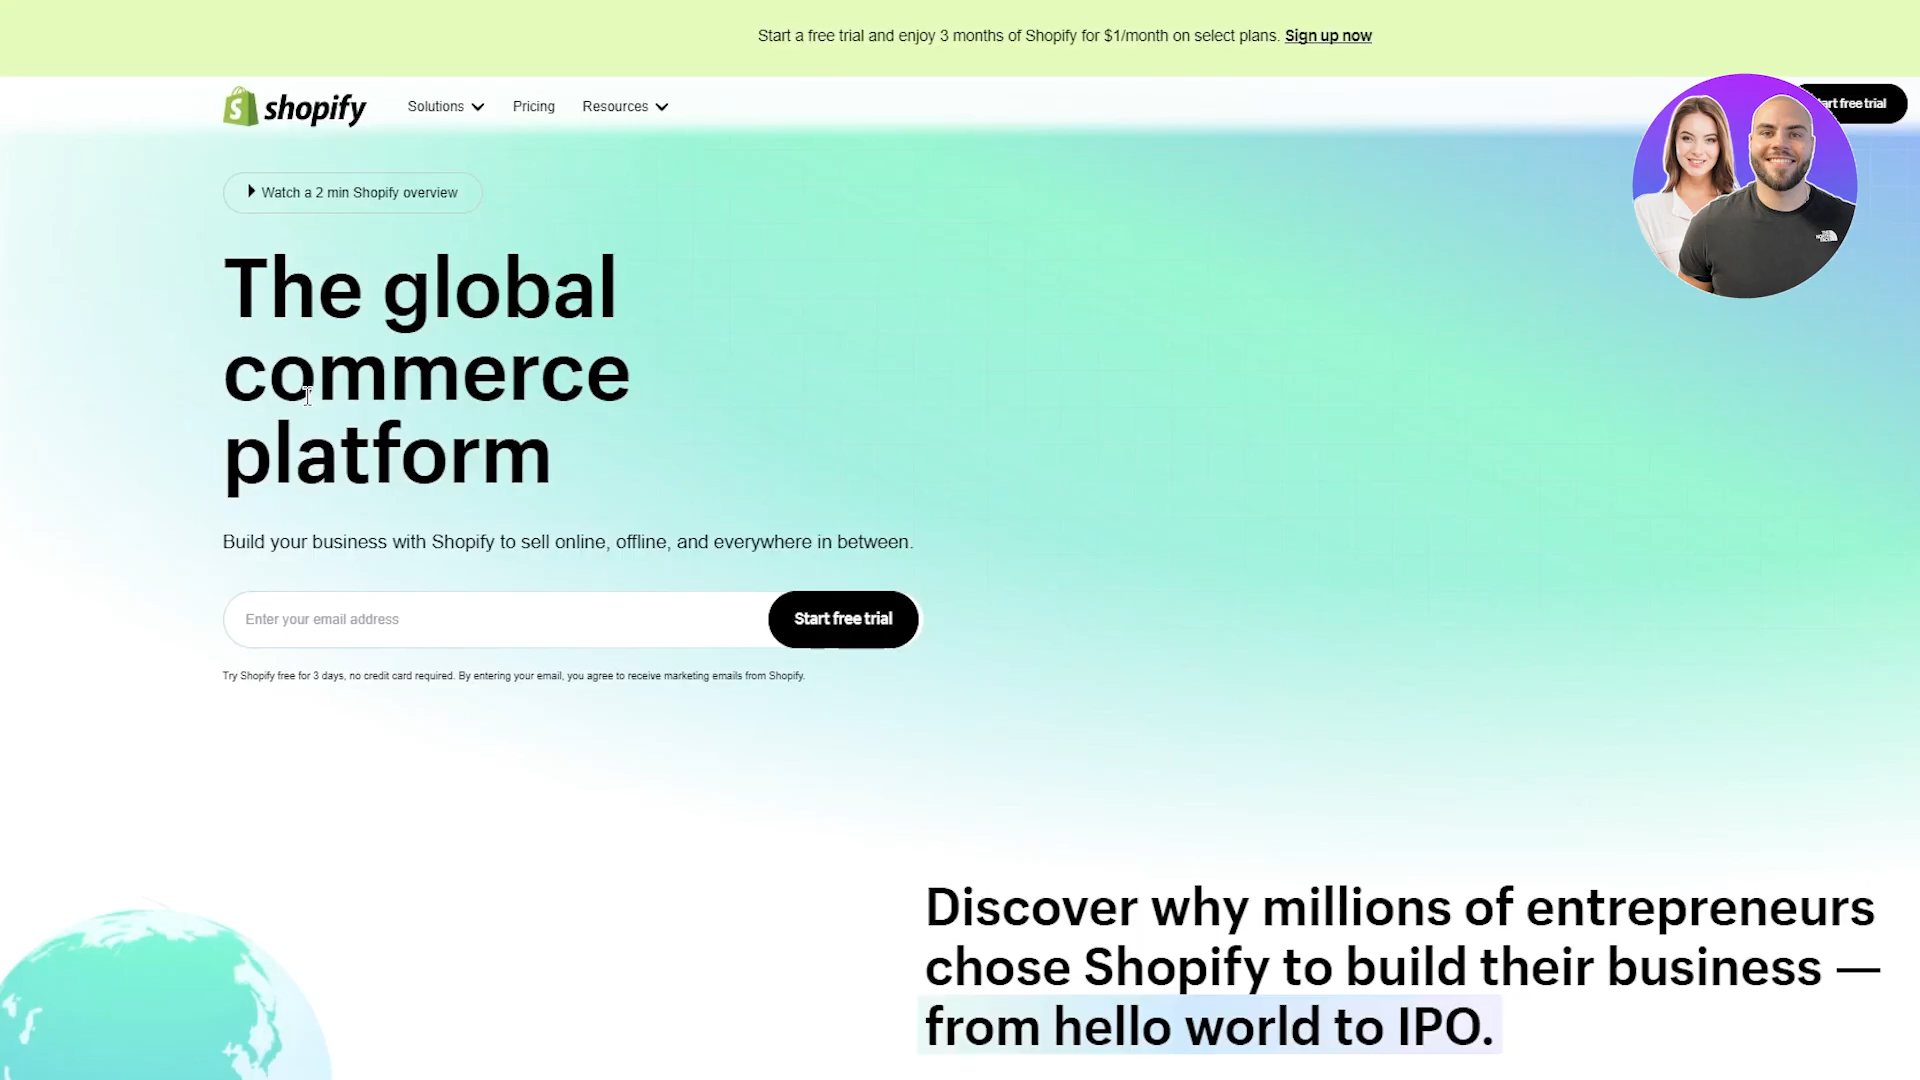 Start a free trial and enjoy 3 months of Shopify for $1/month on select plans. Sign up now
shopify
Solutions
Pricing
Resources
free trial
Watch a 2 min Shopify overview
The global
commerce
platform
Build your business with Shopify to sell online, offline, and everywhere in between.
Enter your email address
Start free trial
Try Shopify free for 3 days, no credit card required. By entering your email, you agree to receive marketing emails from Shopify.
Discover why millions of entrepreneurs
chose Shopify to build their business —
from hello world to IPO.